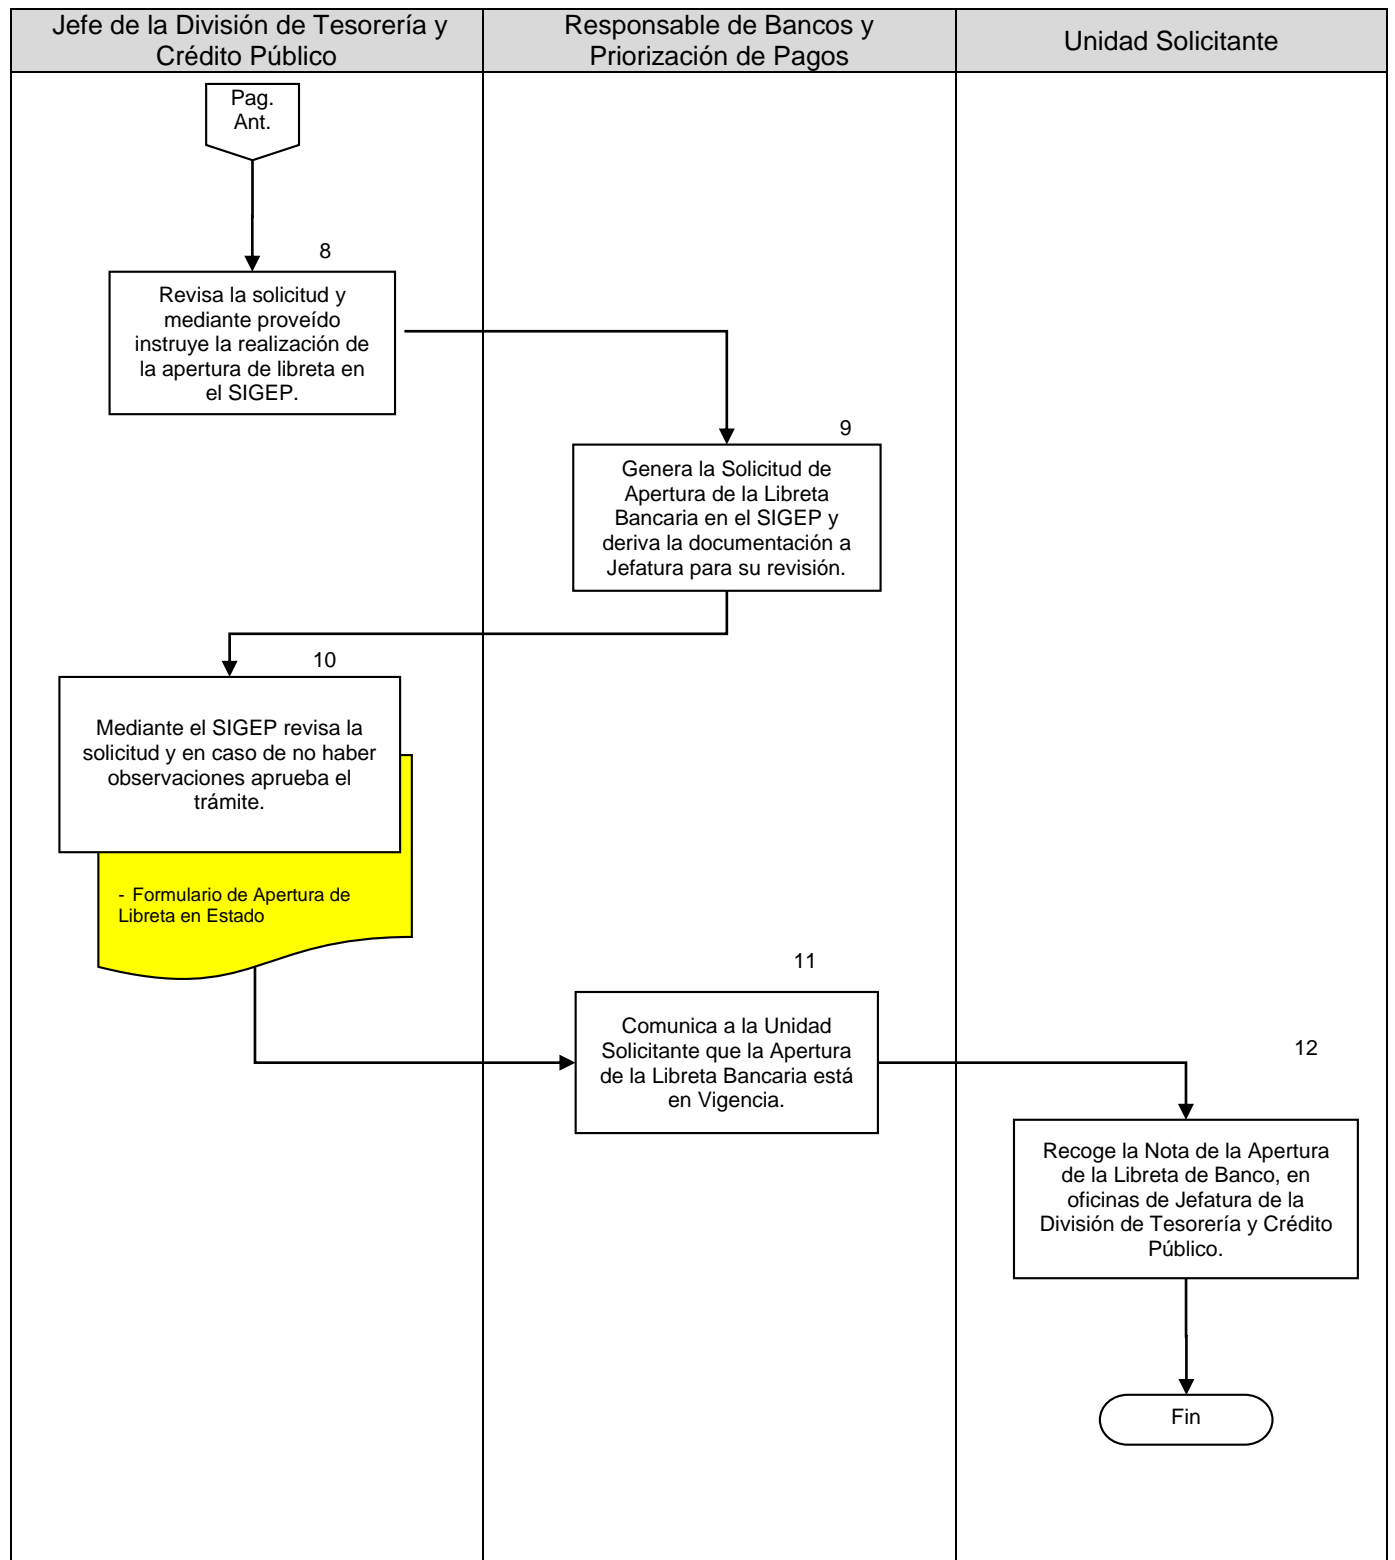 Jefe de la División de Tesorería y
Crédito Público
Responsable de Bancos y
Priorización de Pagos
Unidad Solicitante
Pag.
Ant.
8
Revisa la solicitud y
mediante proveído
instruye la realización de
la apertura de libreta en
el SIGEP.
9
Genera la Solicitud de
Apertura de la Libreta
Bancaria en el SIGEP y
deriva la documentación a
Jefatura para su revisión.
10
Mediante el SIGEP revisa la
solicitud y en caso de no haber
observaciones aprueba el
trámite.
- Formulario de Apertura de
Libreta en Estado
11
Comunica a la Unidad
Solicitante que la Apertura
de la Libreta Bancaria está
en Vigencia.
12
Recoge la Nota de la Apertura
de la Libreta de Banco, en
oficinas de Jefatura de la
División de Tesorería y Crédito
Público.
Fin